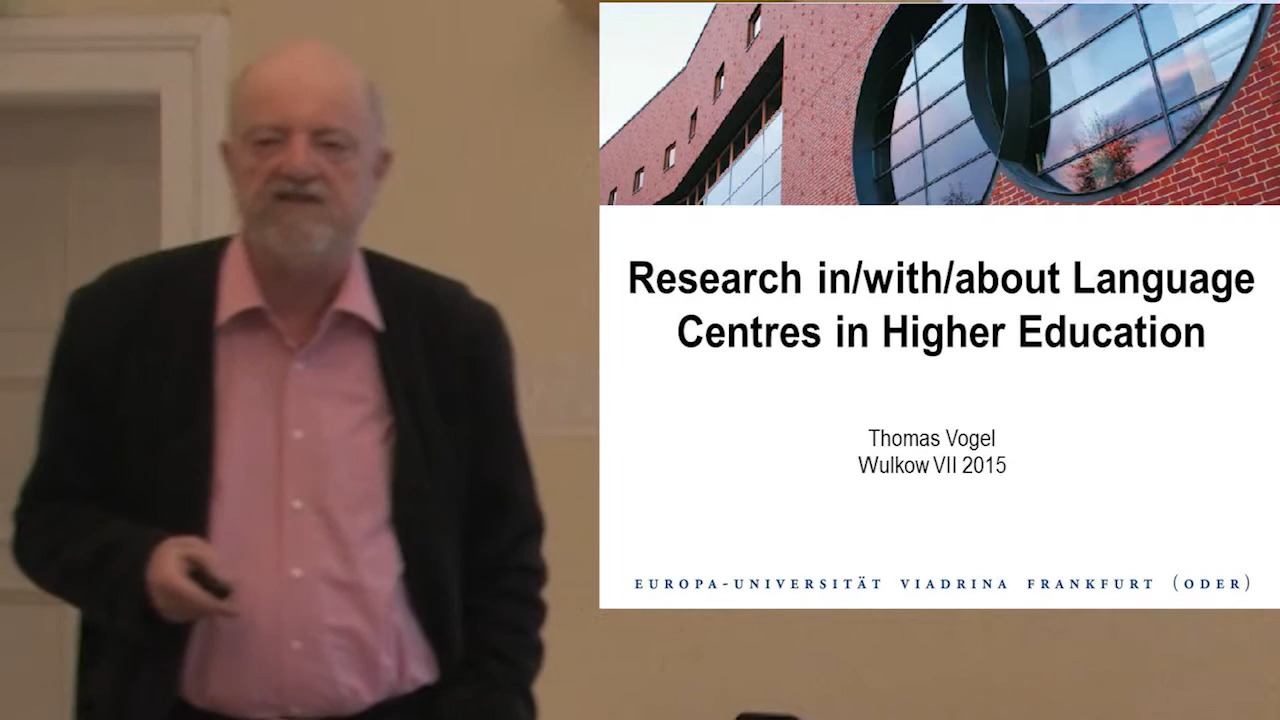 Research in/with/about Language
Centres in Higher Education
Thomas Vogel
Wulkow VII 2015
EUROPA-UNIVERSITÄT VIADRINA FRANKFURT (ODER)